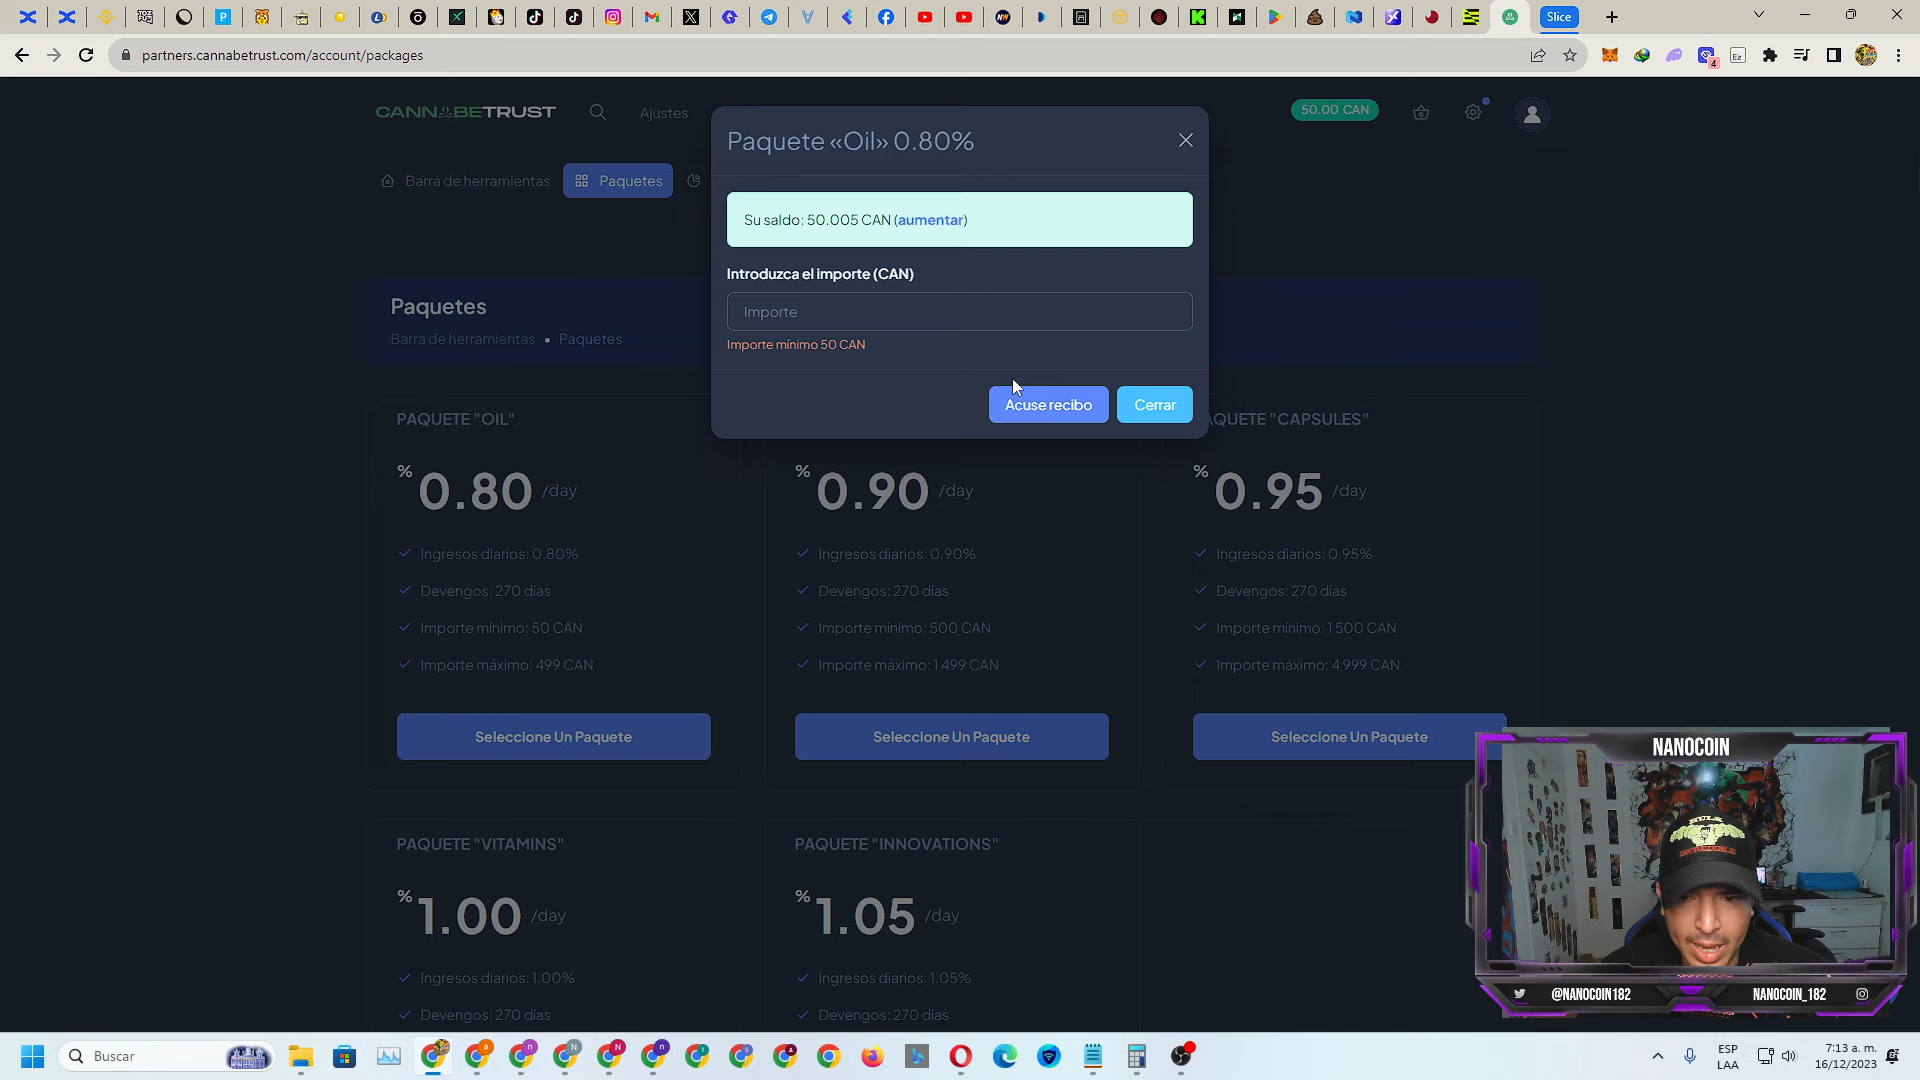 Slice
partners.cannabetrust.com/account/packages
4
Ez
CANNABETRUST
Ajustes
50.00 CAN
Barra de herramientas
Paquetes
Paquete «Oil» 0.80%
Su saldo: 50.005 CAN (aumentar)
Introduzca el importe (CAN)
Importe
Importe mínimo 50 CAN
Acuse recibo
Cerrar
Paquetes
Barra de herramientas • Paquetes
PAQUETE "OIL"
% 0.80 /day
Ingresos diarios: 0.80%
Devengos: 270 días
Importe mínimo: 50 CAN
Importe máximo: 499 CAN
Seleccione Un Paquete
% 0.90 /day
Ingresos diarios: 0.90%
Devengos: 270 días
Importe mínimo: 500 CAN
Importe máximo: 1 499 CAN
Seleccione Un Paquete
AQUETE "CAPSULES"
% 0.95 /day
Ingresos diarios: 0.95%
Devengos: 270 días
Importe mínimo: 1 500 CAN
Importe máximo: 4 999 CAN
Seleccione Un Paquete
PAQUETE "VITAMINS"
% 1.00 /day
Ingresos diarios: 1.00%
Devengos: 270 días
PAQUETE "INNOVATIONS"
% 1.05 /day
Ingresos diarios: 1.05%
Devengos: 270 días
NANOCOIN
HULK
INCREDIBLE
@NANOCOIN182
NANOCOIN_182
Buscar
ESP
LAA
7:13 a. m.
16/12/2023